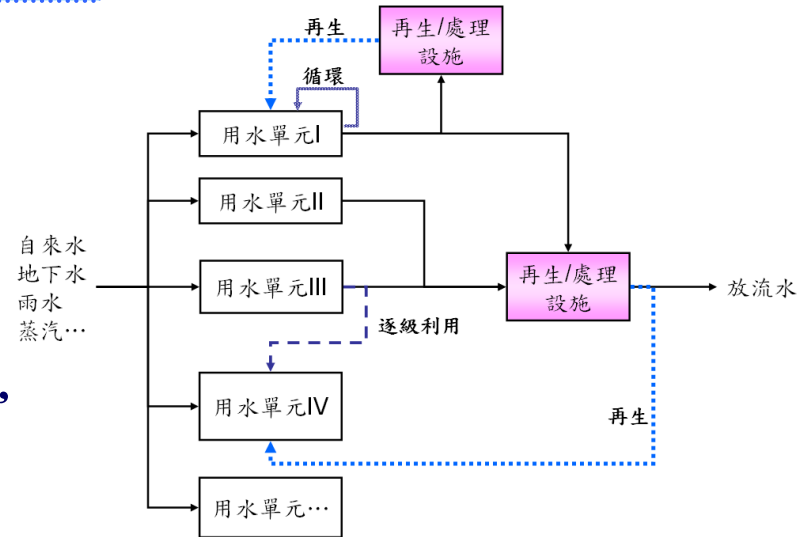 再生
再生/處理
設施
循環
用水單元I
用水單元II
自來水
地下水
雨水
蒸汽…
用水單元III
再生/處理
設施
放流水
逐級利用
,
用水單元IV
再生
用水單元…